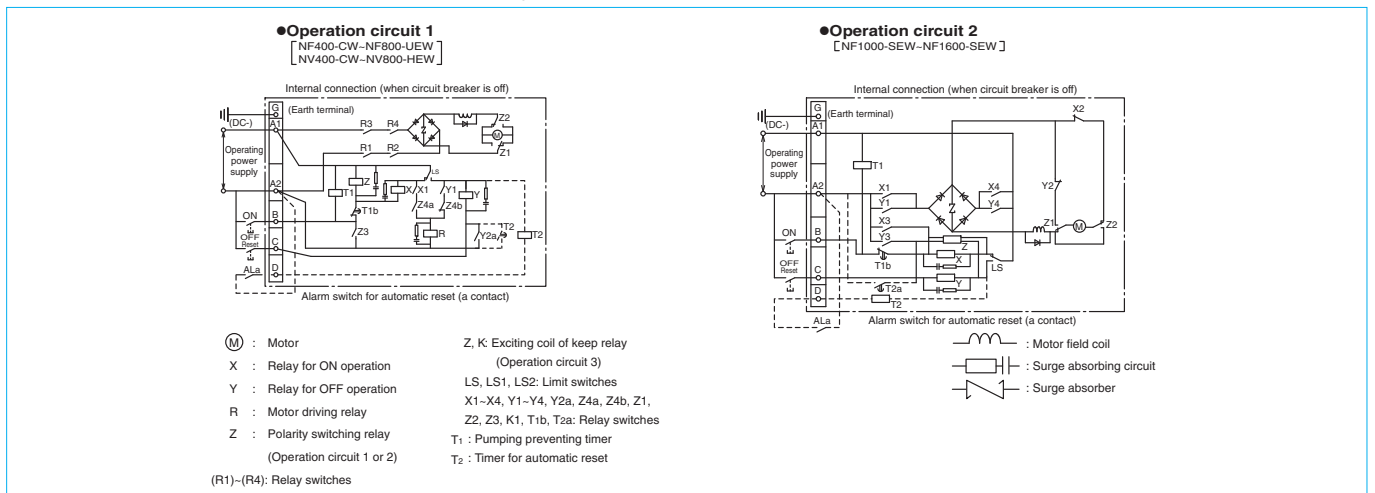 ●Operation circuit 1
NF400-CW~NF800-UEW
NV400-CW~NV800-HEW
Internal connection (when circuit breaker is off)
G
(Earth terminal)
(DC-)
A1
R3
R4
Z
Z2
M
Operating
power
supply
R1
R2
Z1
LS
A2
T1
Z
X
X1
Y1
Y
ON
B
T1b
Z4a
Z4b
OFF
Reset
C
Z3
R
Y2a
T2
T2
ALa
D
Alarm switch for automatic reset (a contact)
●Operation circuit 2
NF1000-SEW~NF1600-SEW
Internal connection (when circuit breaker is off)
G
(Earth terminal)
X2
(DC-)
A1
Operating
power
supply
T1
A2
X1
X4
Y2
Y1
Z
Y4
X3
Z1
M
Z2
ON
B
Y3
Z
T1b
X
LS
OFF
Reset
C
Y
T2a
D
T2
ALa
Alarm switch for automatic reset (a contact)
M : Motor
X : Relay for ON operation
Y : Relay for OFF operation
R : Motor driving relay
Z : Polarity switching relay
(Operation circuit 1 or 2)
(R1)~(R4): Relay switches
Z, K: Exciting coil of keep relay
(Operation circuit 3)
LS, LS1, LS2: Limit switches
X1~X4, Y1~Y4, Y2a, Z4a, Z4b, Z1,
Z2, Z3, K1, T1b, T2a: Relay switches
T1 : Pumping preventing timer
T2 : Timer for automatic reset
: Motor field coil
: Surge absorbing circuit
: Surge absorber